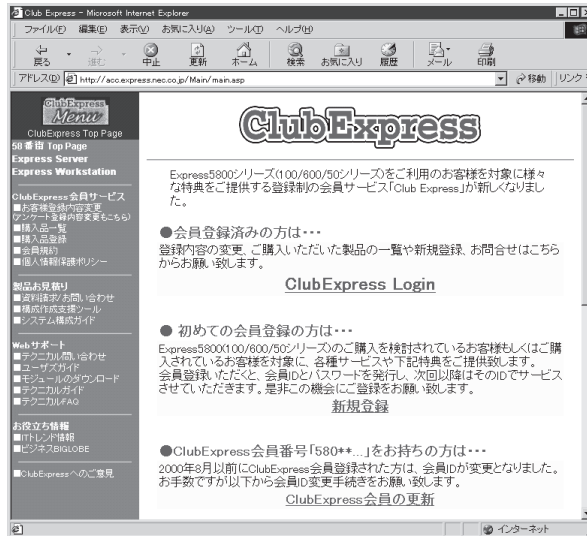 Club Express - Microsoft Internet Explorer
ファイル(F) 編集(E) 表示(V) お気に入り(A) ツール(T) ヘルプ(H)
戻る 進む 中止 更新 ホーム 検索 お気に入り 履歴 メール 印刷
アドレス(D) http://acc.express.nec.co.jp/Main/main.asp 移動 リンク
ClubExpress
Menu
ClubExpress Top Page
58番街 Top Page
Express Server
Express Workstation
ClubExpress会員サービス
■お客様登録内容変更
(アンケート登録内容変更もこちら)
■購入品一覧
■購入品登録
■会員規約
■個人情報保護ポリシー
製品お見積り
■資料請求/お問い合わせ
■構成作成支援ツール
■システム構成ガイド
Webサポート
■テクニカル問い合わせ
■ユーザズガイド
■モジュールのダウンロード
■テクニカルガイド
■テクニカルFAQ
お役立ち情報
■ITトレンド情報
■ビジネスBIGLOBE
■ClubExpressへのご意見
ClubExpress
Express5800シリーズ(100/600/50シリーズ)をご利用のお客様を対象に様々
な特典をご提供する登録制の会員サービス「Club Express」が新しくなりまし
た。
●会員登録済みの方は・・・
登録内容の変更、ご購入いただいた製品の一覧や新規登録、お問合せはこちら
からお願い致します。
ClubExpress Login
● 初めての会員登録の方は・・・
Express5800(100/600/50シリーズ)のご購入を検討されているお客様もしくはご購
入されているお客様を対象に、各種サービスや下記特典をご提供致します。
会員登録いただくと、会員IDとパスワードを発行し、次回以降はそのIDでサービス
させていただきます。是非この機会にご登録をお願い致します。
新規登録
●ClubExpress会員番号「580**...」をお持ちの方は・・・
2000年8月以前にClubExpress会員登録された方は、会員IDが変更となりました。
お手数ですが以下から会員ID変更手続きをお願い致します。
ClubExpress会員の更新
インターネット